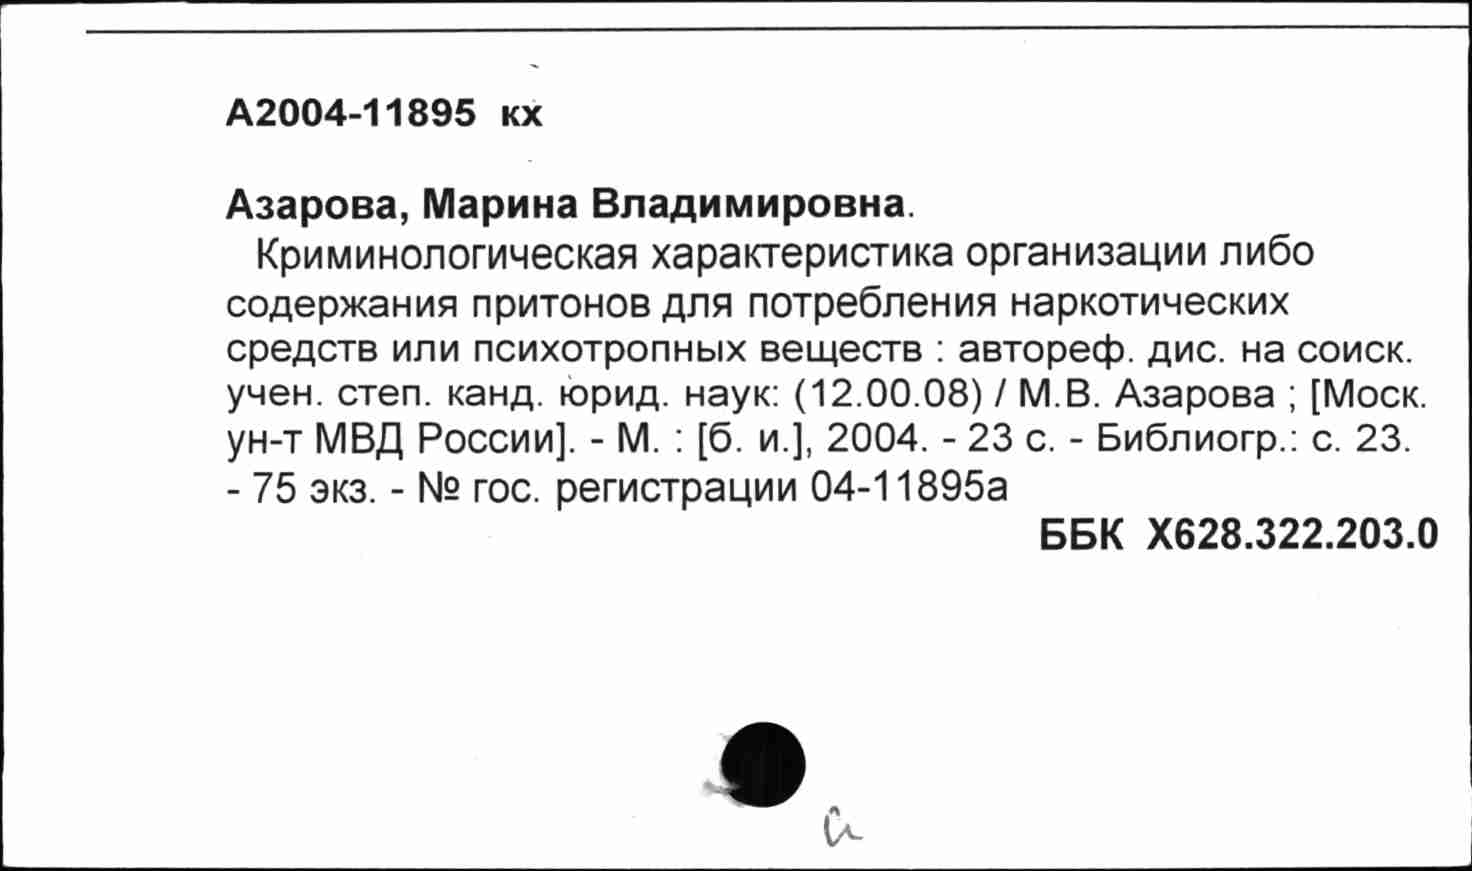 А2004-11895 кх
Азарова, Марина Владимировна.
Криминологическая характеристика организации либо
содержания притонов для потребления наркотических
средств или психотропных веществ : автореф. дис. на соиск.
учен. степ. канд. юрид. наук: (12.00.08) / М.В. Азарова ; [Моск.
ун-т МВД России]. - М. : [б. и.], 2004. - 23 с. - Библиогр.: с. 23.
- 75 экз. - № гос. регистрации 04-11895а
ББК Х628.322.203.0